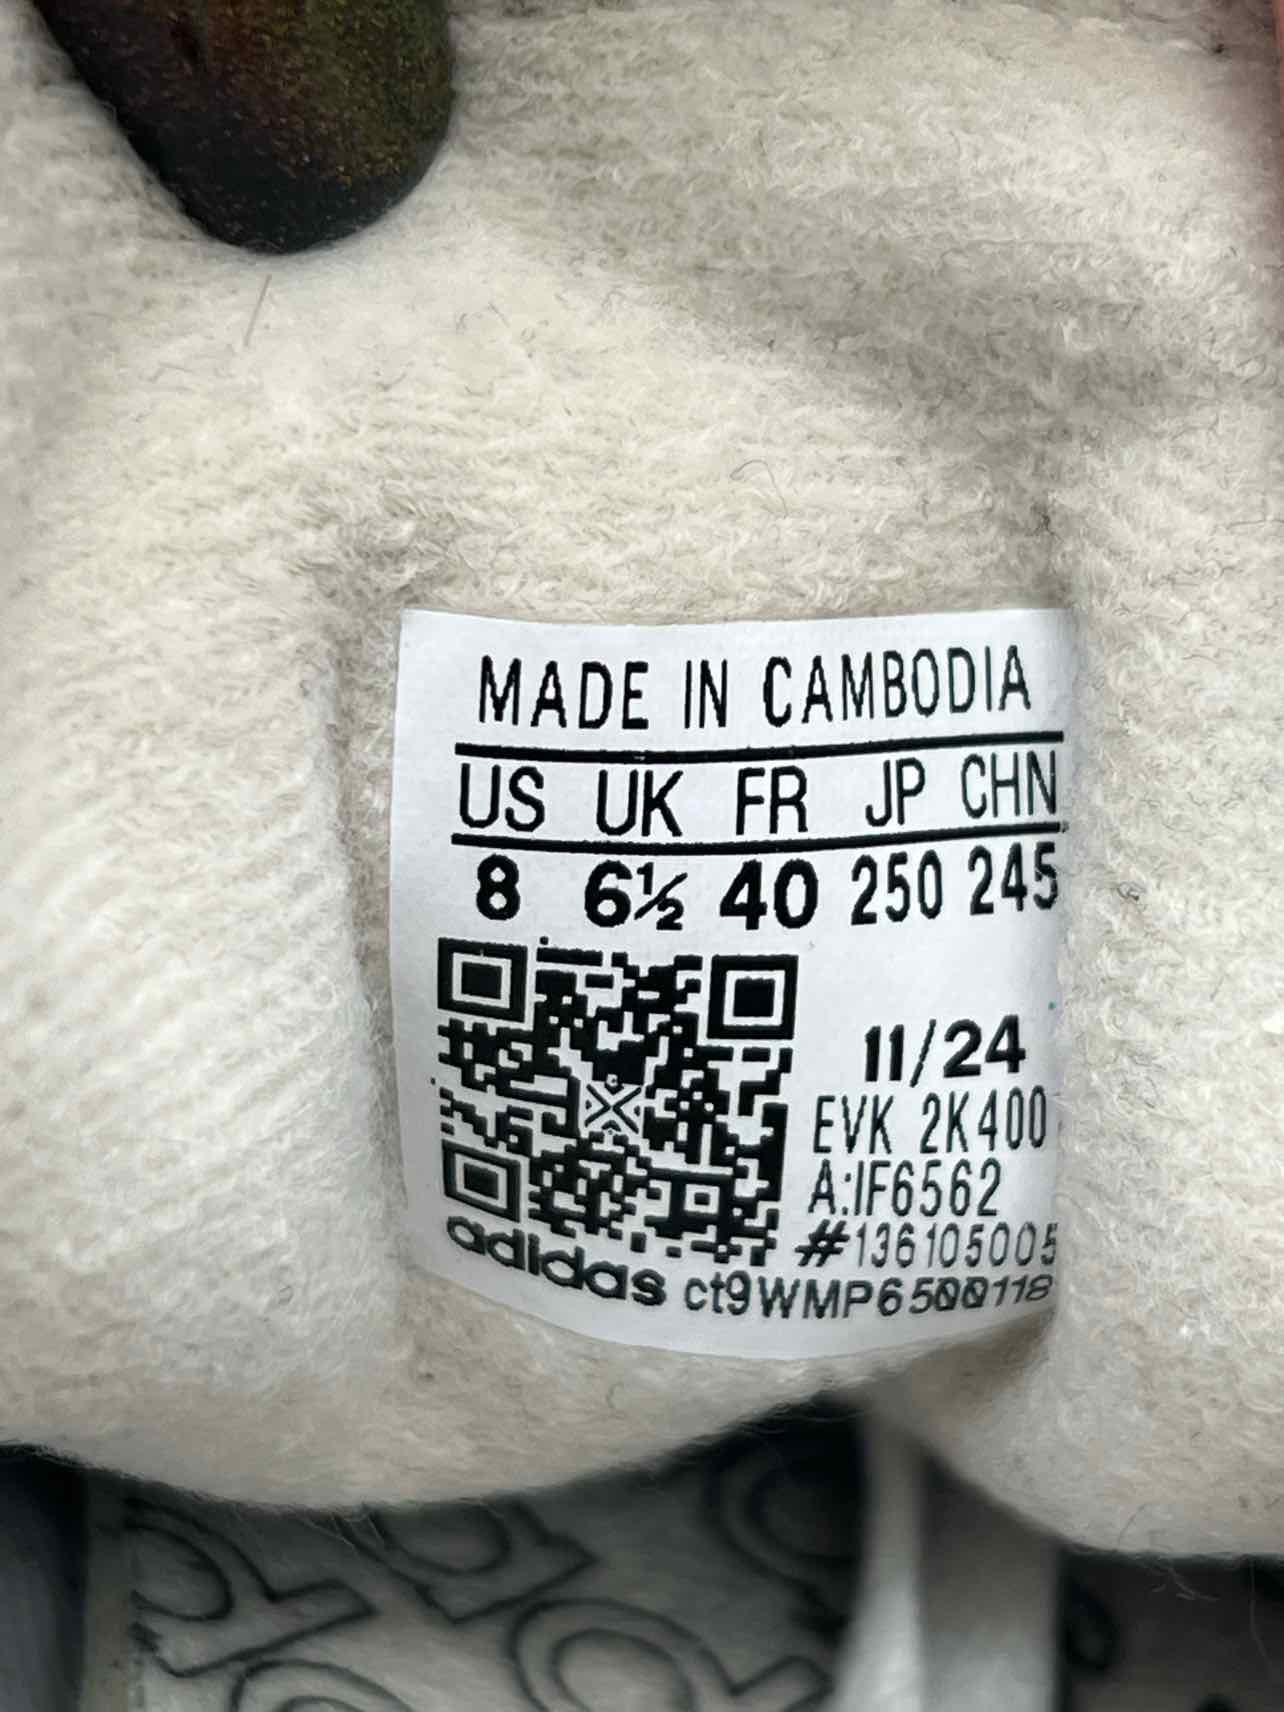 MADE IN CAMBODIA
US UK FR JP CHN
8 6½ 40 250 245
11/24
EVK 2K400
A:IF6562
#136105005
adidas ct9WMP6500118